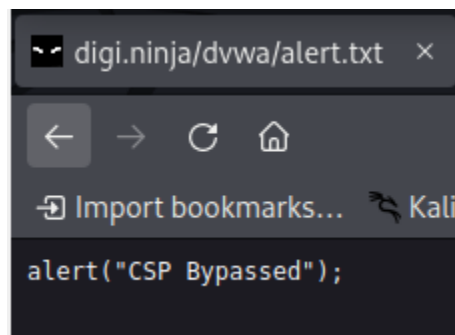 digi.ninja/dvwa/alert.txt ×
Import bookmarks... Kali
alert("CSP Bypassed");